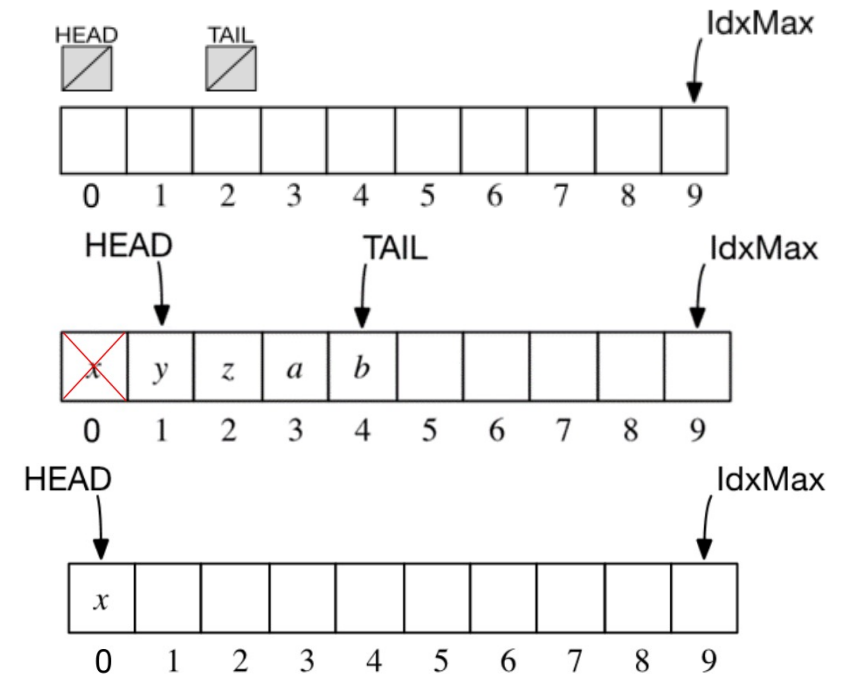 IdxMax
HEAD TAIL
0 1 2 3 4 5 6 7 8 9
HEAD TAIL IdxMax
x y z a b
0 1 2 3 4 5 6 7 8 9
HEAD IdxMax
x
0 1 2 3 4 5 6 7 8 9